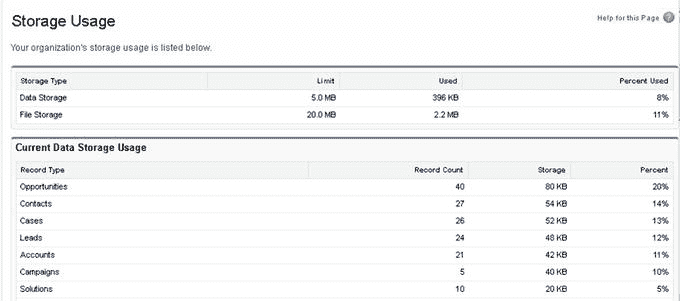 Storage Usage
Help for this Page ?
Your organization's storage usage is listed below.
Storage Type Limit Used Percent Used
Data Storage 5.0 MB 396 KB 8%
File Storage 20.0 MB 2.2 MB 11%
Current Data Storage Usage
Record Type Record Count Storage Percent
Opportunities 40 80 KB 20%
Contacts 27 54 KB 14%
Cases 26 52 KB 13%
Leads 24 48 KB 12%
Accounts 21 42 KB 11%
Campaigns 5 40 KB 10%
Solutions 10 20 KB 5%